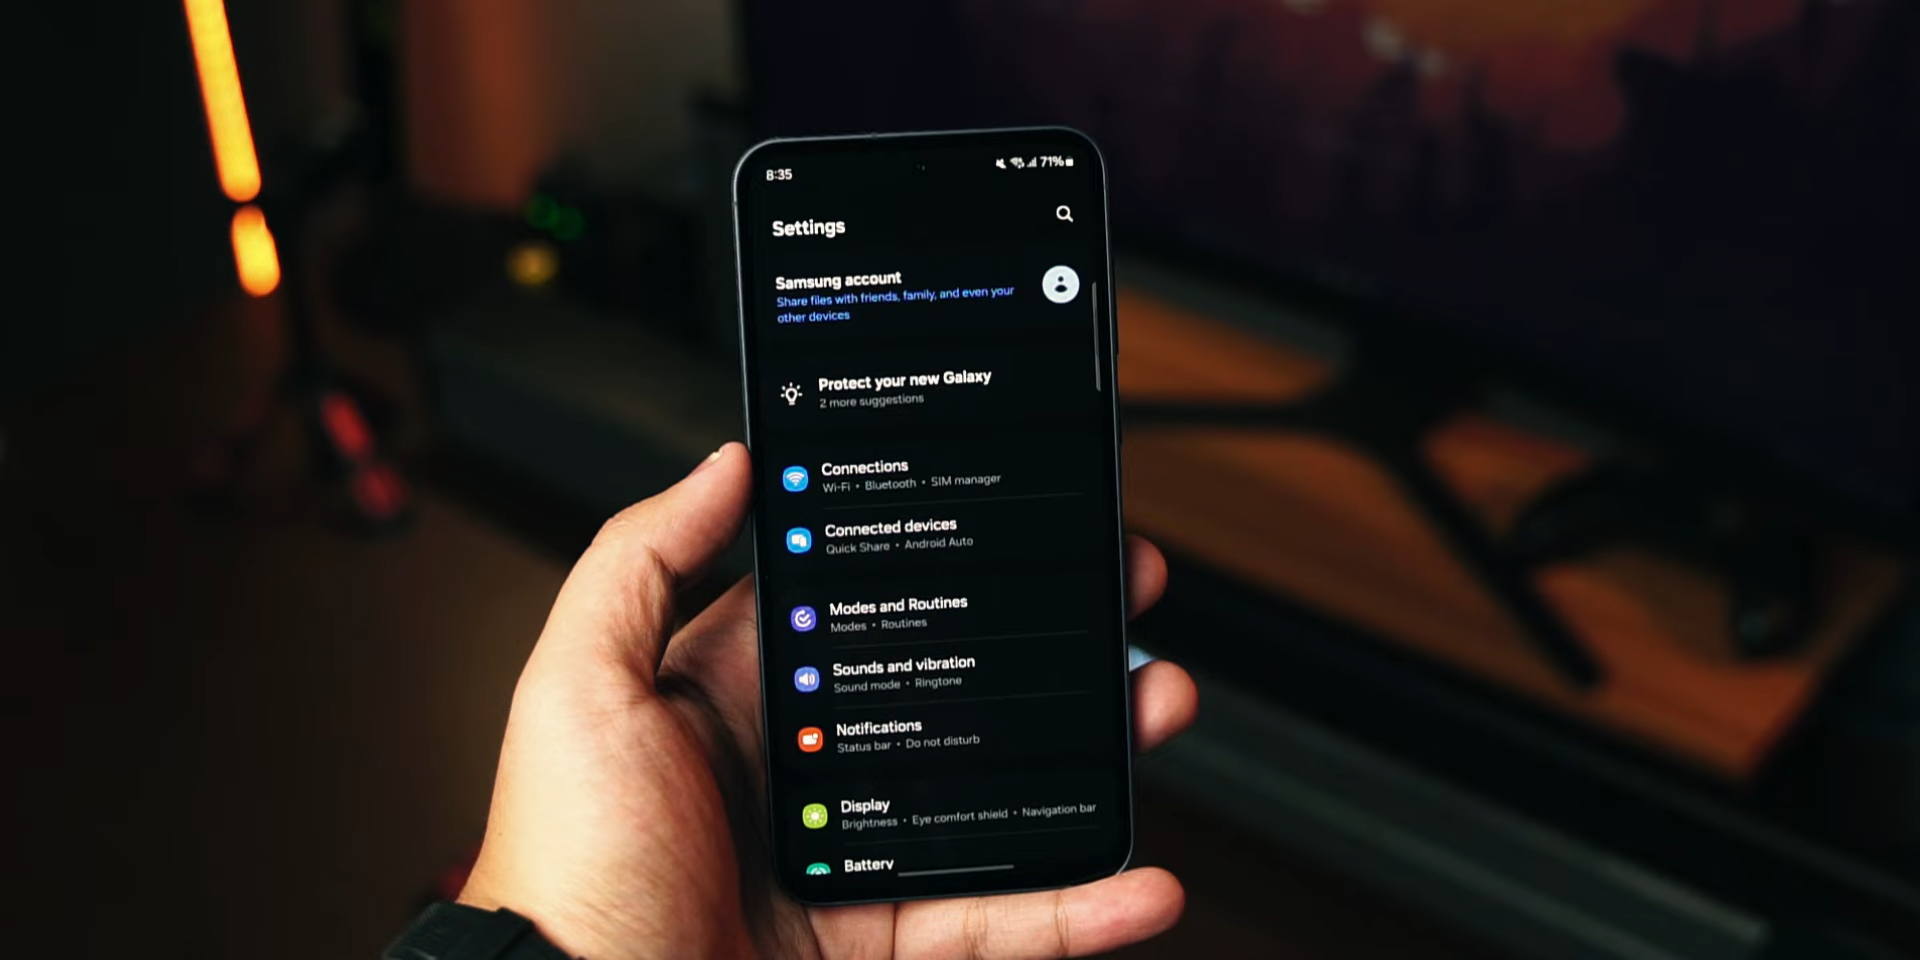 8:35
71%
Settings
Samsung account
Share files with friends, family, and even your
other devices
Protect your new Galaxy
2 more suggestions
Connections
Wi-Fi • Bluetooth • SIM manager
Connected devices
Quick Share • Android Auto
Modes and Routines
Modes • Routines
Sounds and vibration
Sound mode • Ringtone
Notifications
Status bar • Do not disturb
Display
Brightness • Eye comfort shield • Navigation bar
Battery